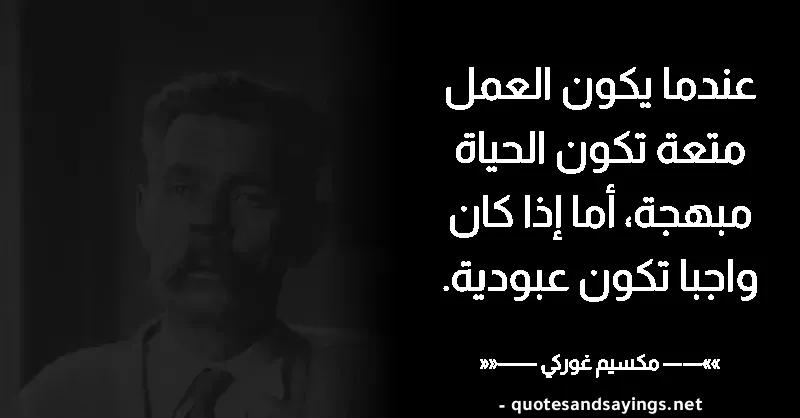 عندما يكون العمل
متعة تكون الحياة
مبهجة، أما إذا كان
واجبا تكون عبودية.
««—— مكسيم غوركي ——»»
- quotesandsayings.net